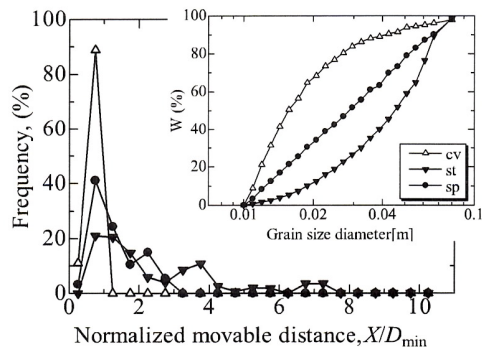 100
80
60
40
20
0
Frequency, (%)
0 2 4 6 8 10
Normalized movable distance, X/Dmin
100
80
60
40
20
0
W (%)
0.01 0.02 0.04 0.1
Grain size diameter[m]
cv
st
sp